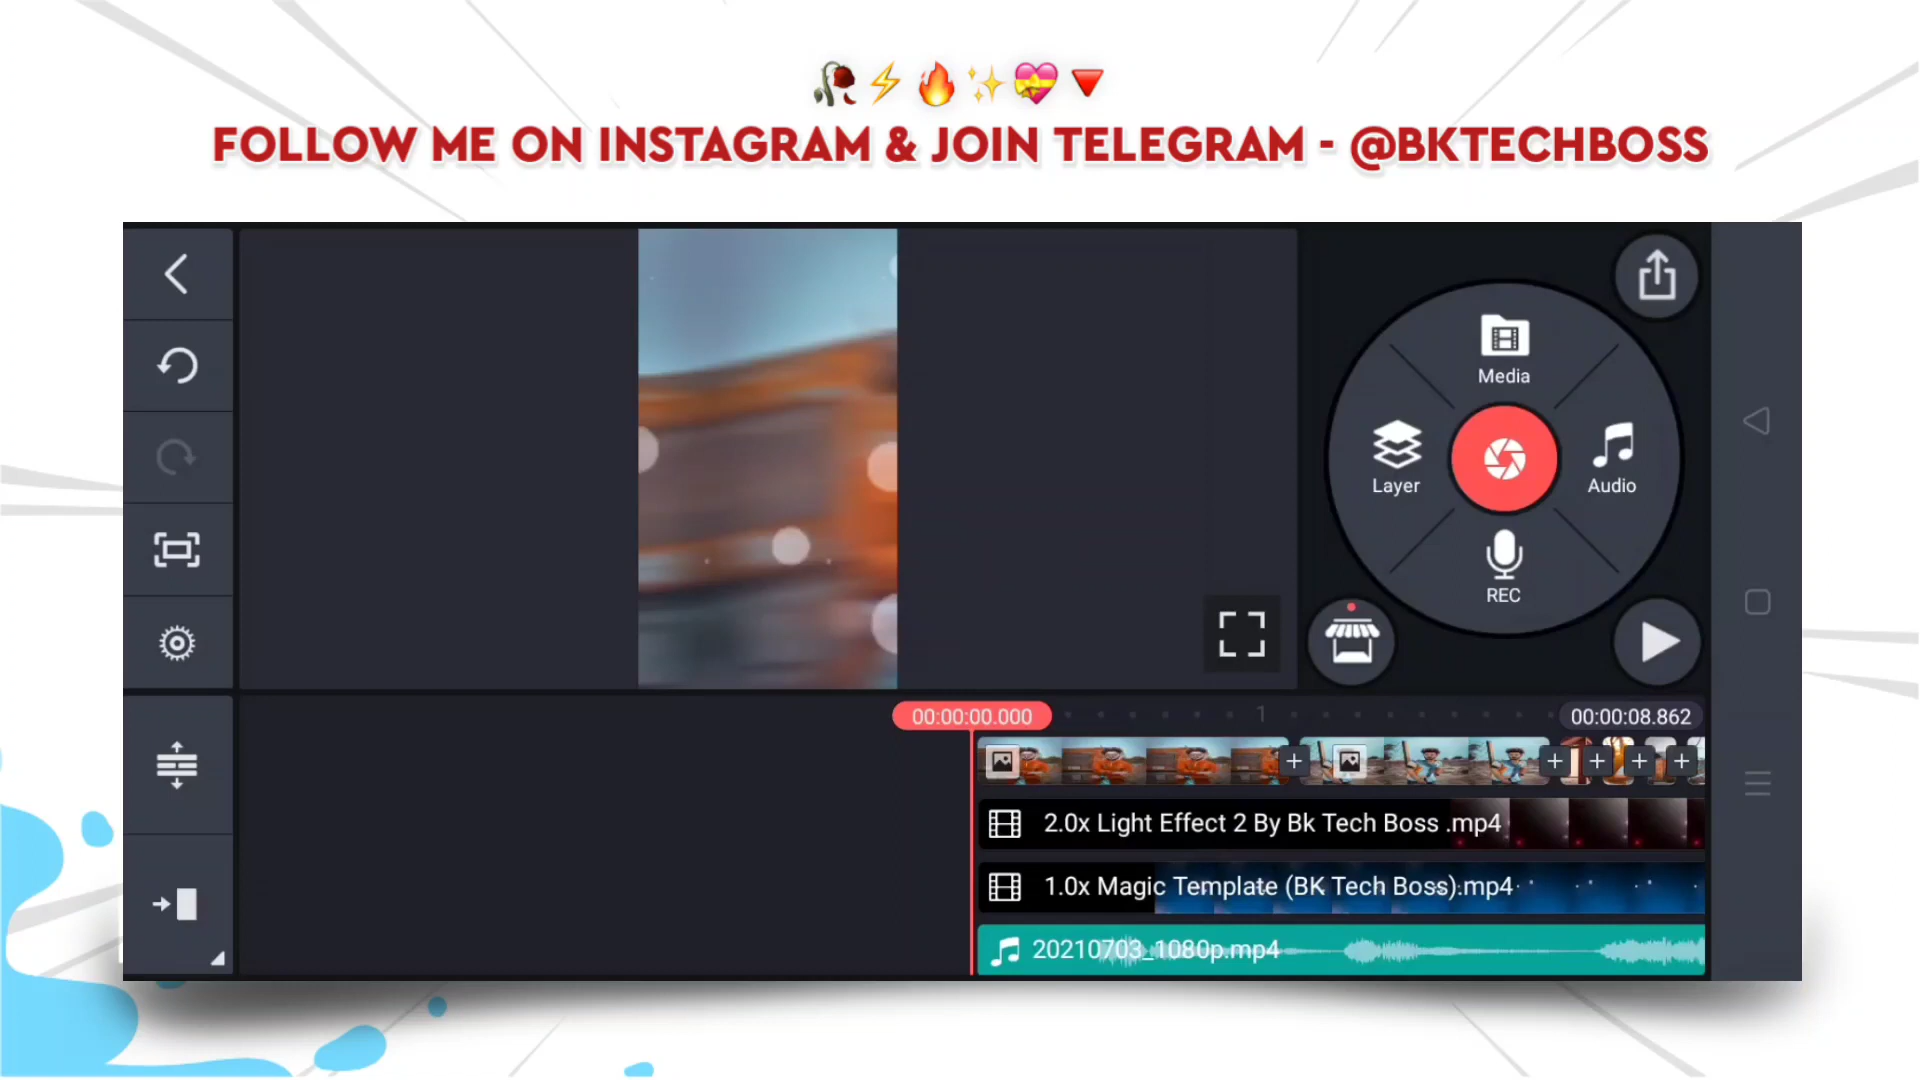 FOLLOW ME ON INSTAGRAM & JOIN TELEGRAM - @BKTECHBOSS
Media
Layer
Audio
REC
00:00:00.000
1
00:00:08.862
2.0x Light Effect 2 By Bk Tech Boss .mp4
1.0x Magic Template (BK Tech Boss).mp4
20210703_1080p.mp4